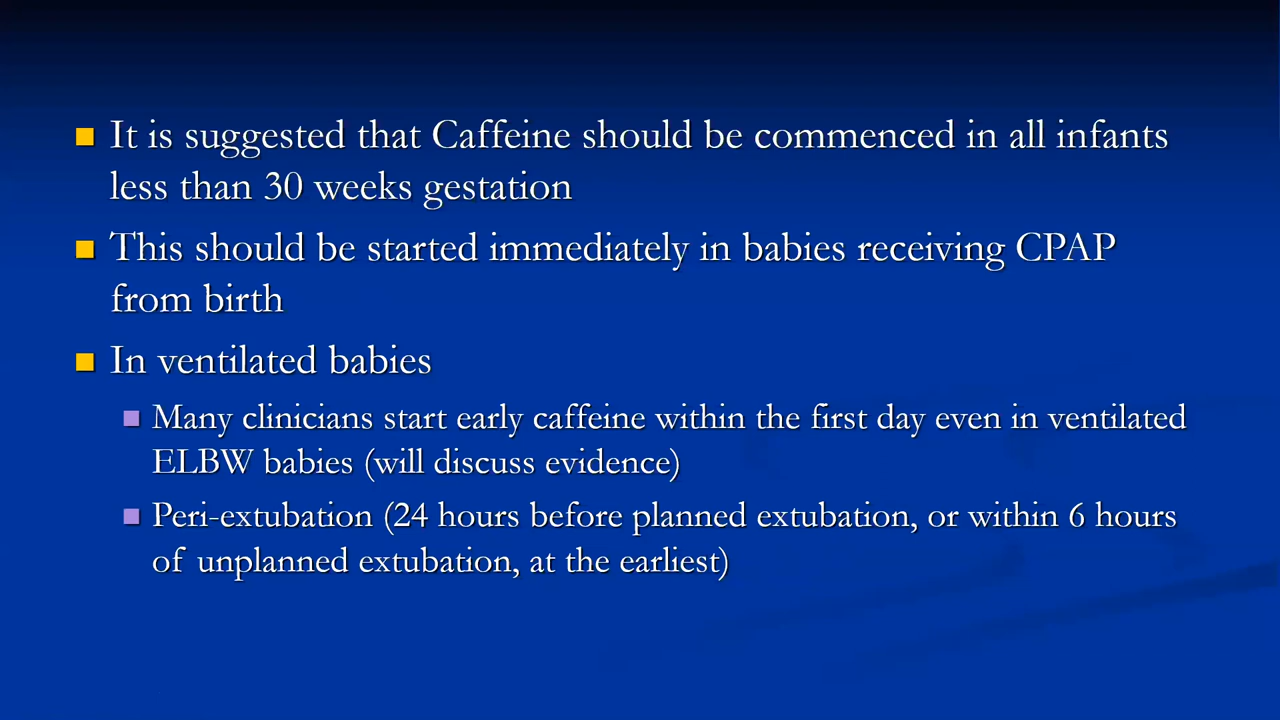 It is suggested that Caffeine should be commenced in all infants
less than 30 weeks gestation
This should be started immediately in babies receiving CPAP
from birth
In ventilated babies
Many clinicians start early caffeine within the first day even in ventilated
ELBW babies (will discuss evidence)
Peri-extubation (24 hours before planned extubation, or within 6 hours
of unplanned extubation, at the earliest)